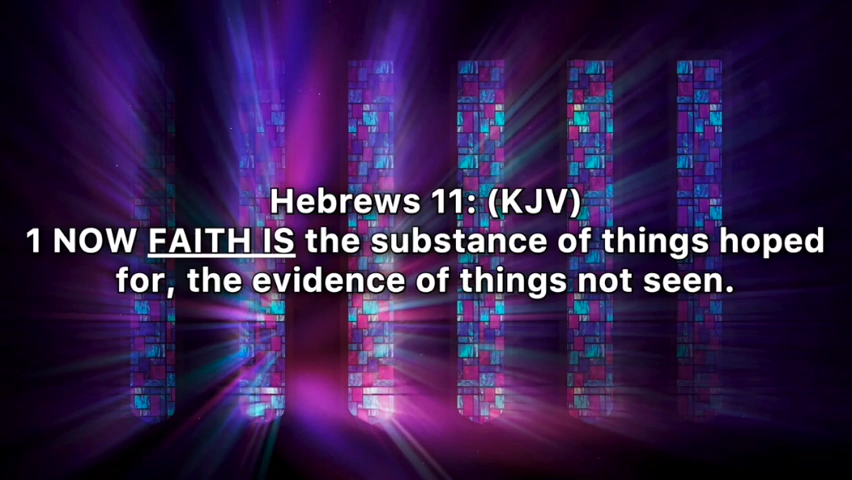 Hebrews 11: (KJV)
1 NOW FAITH IS the substance of things hoped
for, the evidence of things not seen.